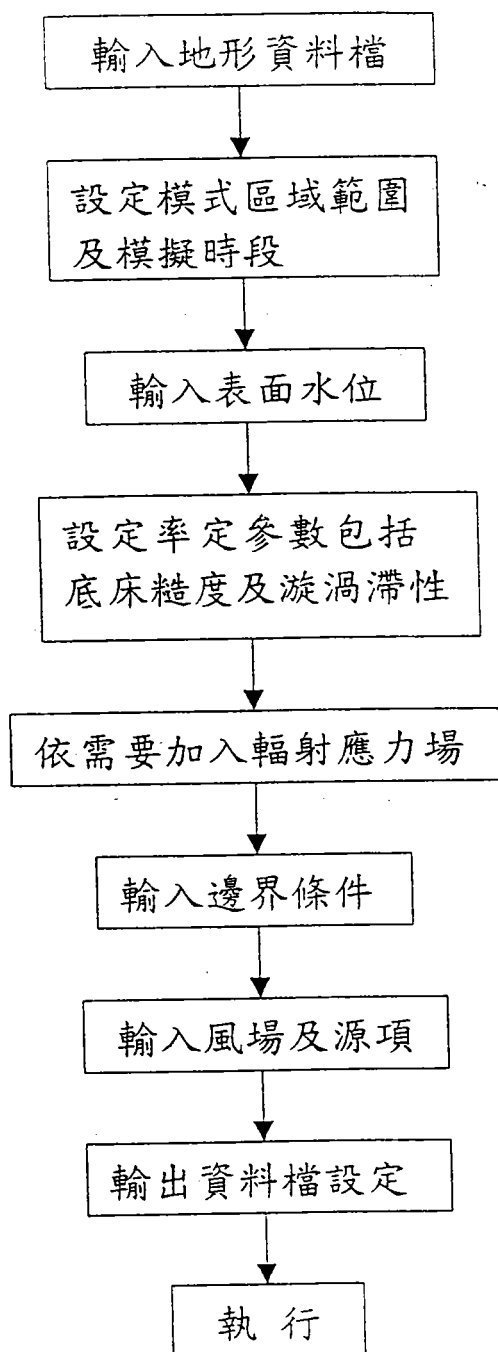 輸入地形資料檔
設定模式區域範圍
及模擬時段
輸入表面水位
設定率定參數包括
底床糙度及漩渦滯性
依需要加入輻射應力場
輸入邊界條件
輸入風場及源項
輸出資料檔設定
執行